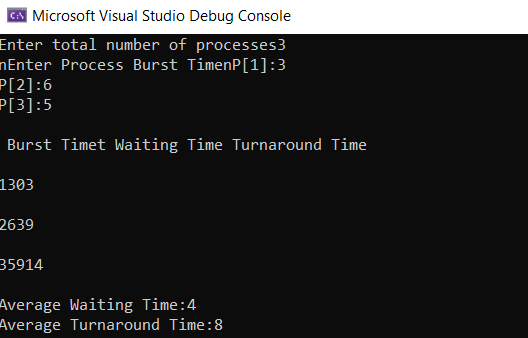 Microsoft Visual Studio Debug Console
Enter total number of processes3
nEnter Process Burst TimenP[1]:3
P[2]:6
P[3]:5
Burst Timet Waiting Time Turnaround Time
1303
2639
35914
Average Waiting Time:4
Average Turnaround Time:8